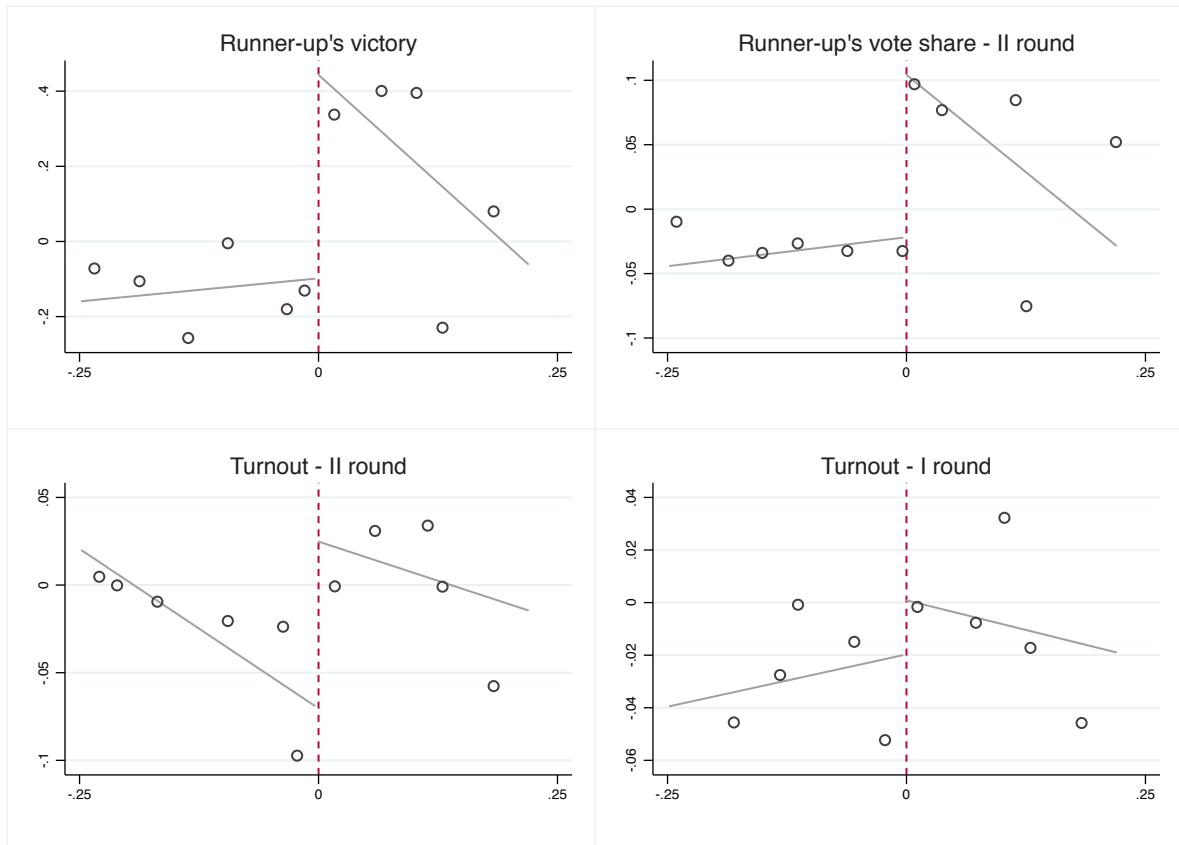 Runner-up's victory
.4
.2
0
-.2
-.25 0 .25
Runner-up's vote share - II round
.1
.05
0
-.05
-.1
-.25 0 .25
Turnout - II round
.05
0
-.05
-.1
-.25 0 .25
Turnout - I round
.04
.02
0
-.02
-.04
-.06
-.25 0 .25